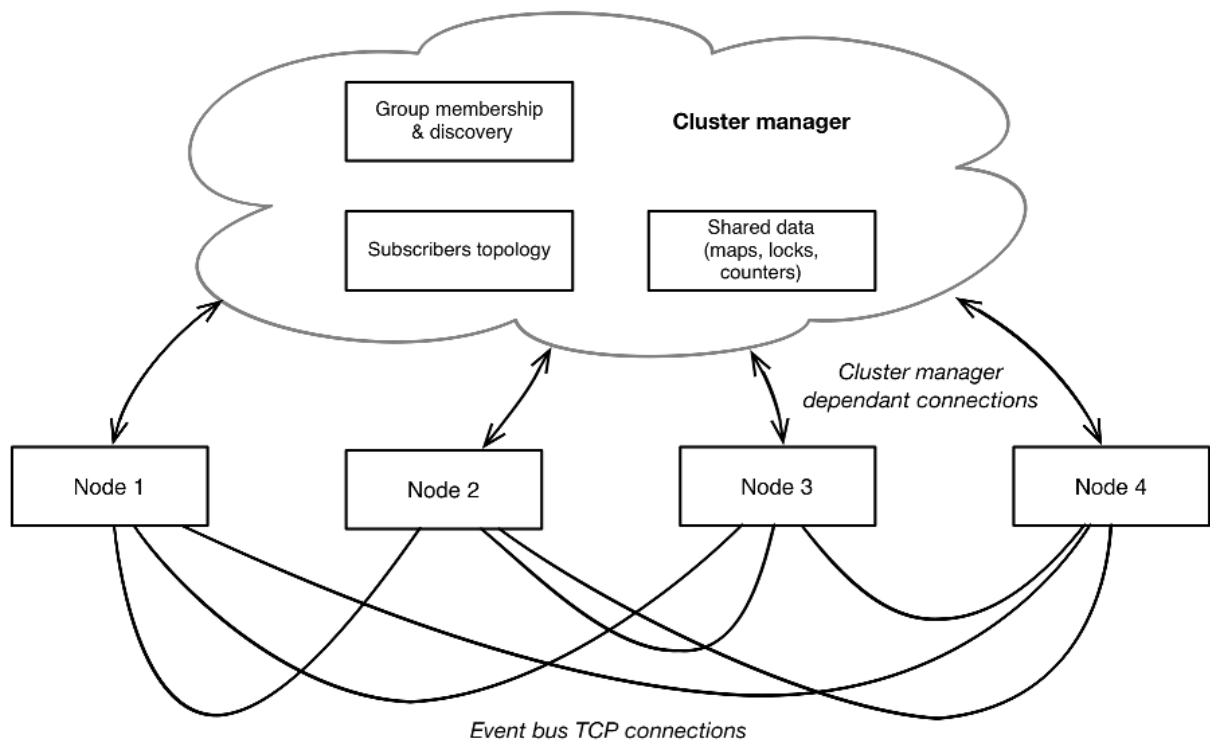 Group membership
& discovery
Cluster manager
Subscribers topology
Shared data
(maps, locks,
counters)
Cluster manager
dependant connections
Node 1
Node 2
Node 3
Node 4
Event bus TCP connections